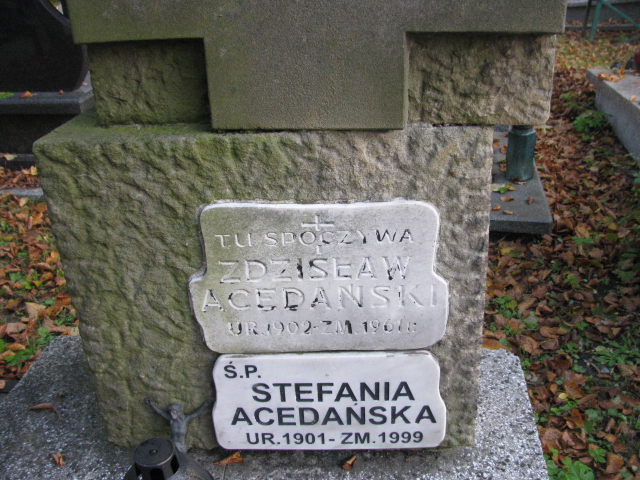 TU SPOCZYWA
ZDZISŁAW
ACEDAŃSKI
UR.1902-ZM.
Ś.P.
STEFANIA
ACEDAŃSKA
UR.1901- ZM.1999